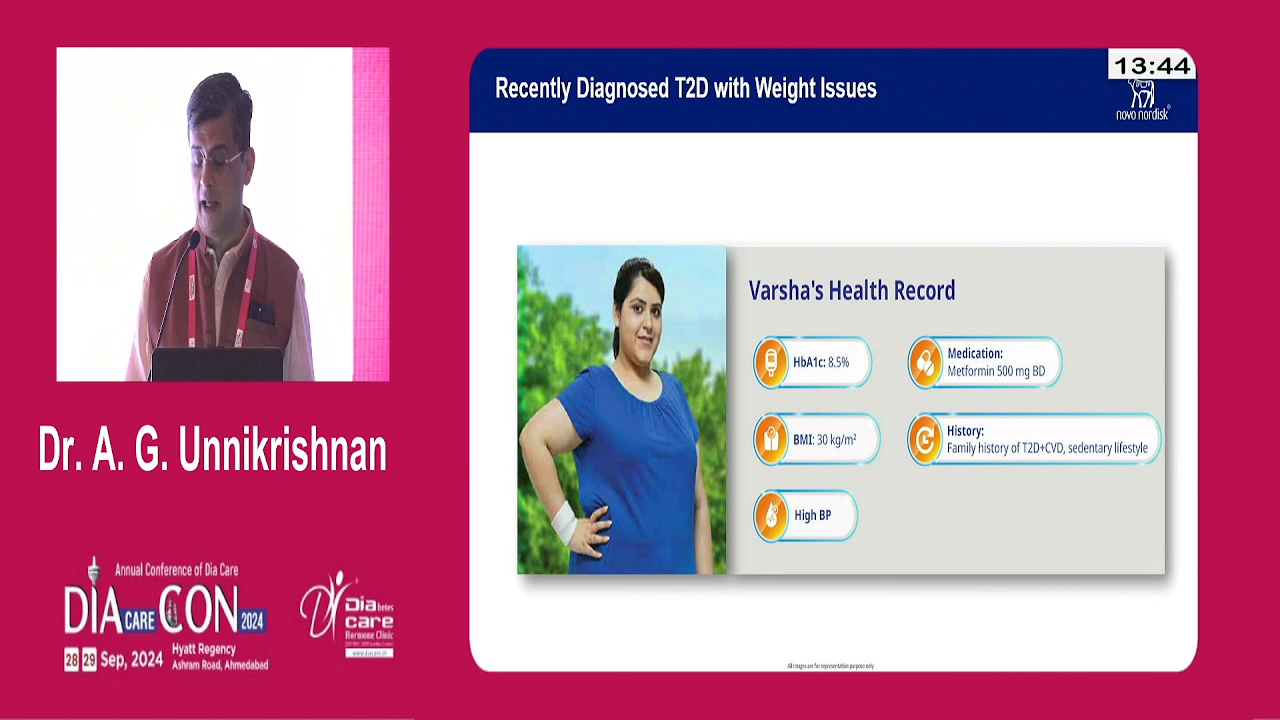 Recently Diagnosed T2D with Weight Issues
13:44
novo nordisk®
Varsha's Health Record
HbA1c: 8.5%
Medication:
Metformin 500 mg BD
BMI: 30 kg/m²
History:
Family history of T2D+CVD, sedentary lifestyle
High BP
All images are for representation purpose only
Dr. A. G. Unnikrishnan
Annual Conference of Dia Care
DIA CARE CON 2024
28 29 Sep, 2024
Hyatt Regency
Ashram Road, Ahmedabad
Diabetes
care
Hormone Clinic
www.diacare.in